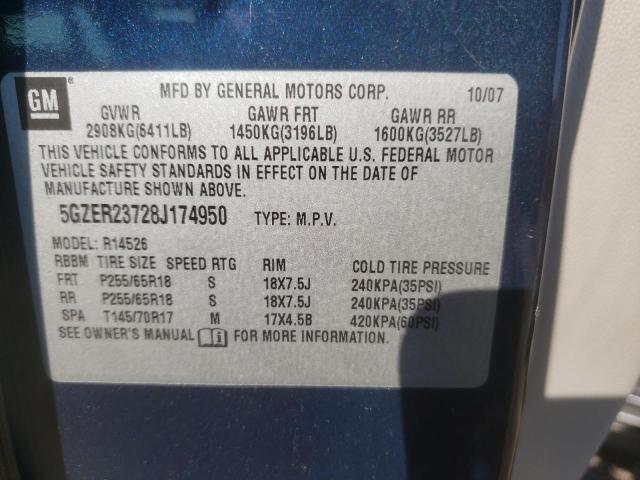 GM
MFD BY GENERAL MOTORS CORP. 10/07
GVWR GAWR FRT GAWR RR
2908KG(6411LB) 1450KG(3196LB) 1600KG(3527LB)
THIS VEHICLE CONFORMS TO ALL APPLICABLE U.S. FEDERAL MOTOR
VEHICLE SAFETY STANDARDS IN EFFECT ON THE DATE OF
MANUFACTURE SHOWN ABOVE.
5GZER23728J174950 TYPE: M.P.V.
MODEL: R14526
RBBM TIRE SIZE SPEED RTG RIM COLD TIRE PRESSURE
FRT P255/65R18 S 18X7.5J 240KPA(35PSI)
RR P255/65R18 S 18X7.5J 240KPA(35PSI)
SPA T145/70R17 M 17X4.5B 420KPA(60PSI)
SEE OWNER'S MANUAL FOR MORE INFORMATION.